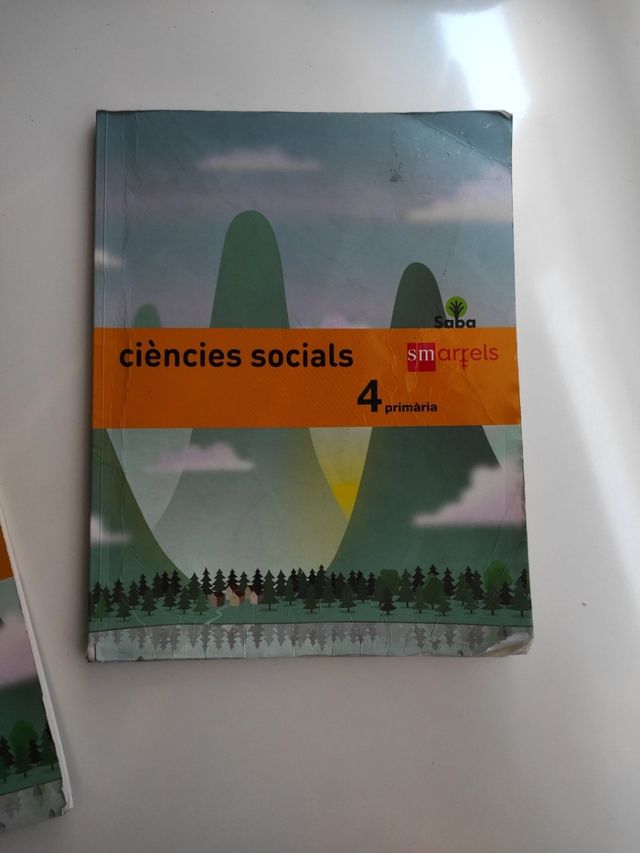 Saba
ciències socials
sm arrels
4 primària